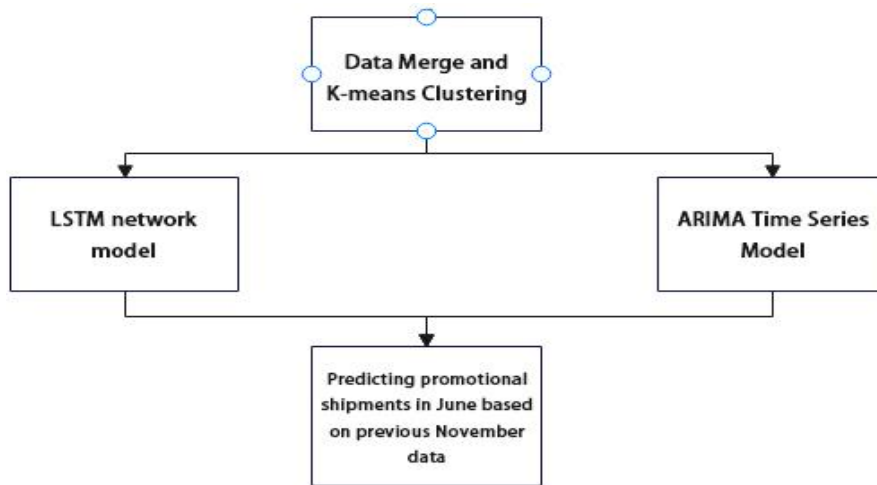 Data Merge and
K-means Clustering
LSTM network
model
ARIMA Time Series
Model
Predicting promotional
shipments in June based
on previous November
data